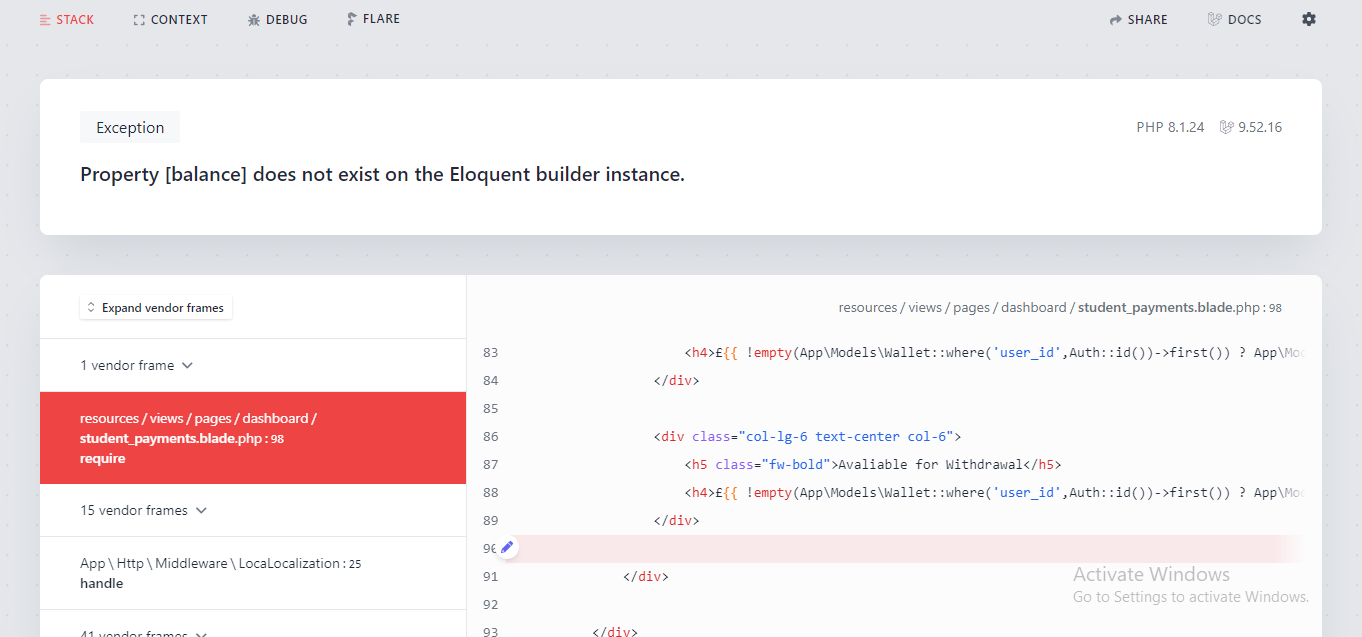 STACK CONTEXT DEBUG FLARE SHARE DOCS
Exception PHP 8.1.24 9.52.16
Property [balance] does not exist on the Eloquent builder instance.
Expand vendor frames
1 vendor frame
resources / views / pages / dashboard /
student_payments.blade.php : 98
require
15 vendor frames
App \ Http \ Middleware \ LocaLocalization : 25
handle
41 vendor frames
resources / views / pages / dashboard / student_payments.blade.php : 98
83 <h4>£{{ !empty(App\Models\Wallet::where('user_id',Auth::id())->first()) ? App\Mo
84 </div>
85
86 <div class="col-lg-6 text-center col-6">
87 <h5 class="fw-bold">Avaliable for Withdrawal</h5>
88 <h4>£{{ !empty(App\Models\Wallet::where('user_id',Auth::id())->first()) ? App\Mo
89 </div>
90
91 </div>
92
93 </div>
Activate Windows
Go to Settings to activate Windows.